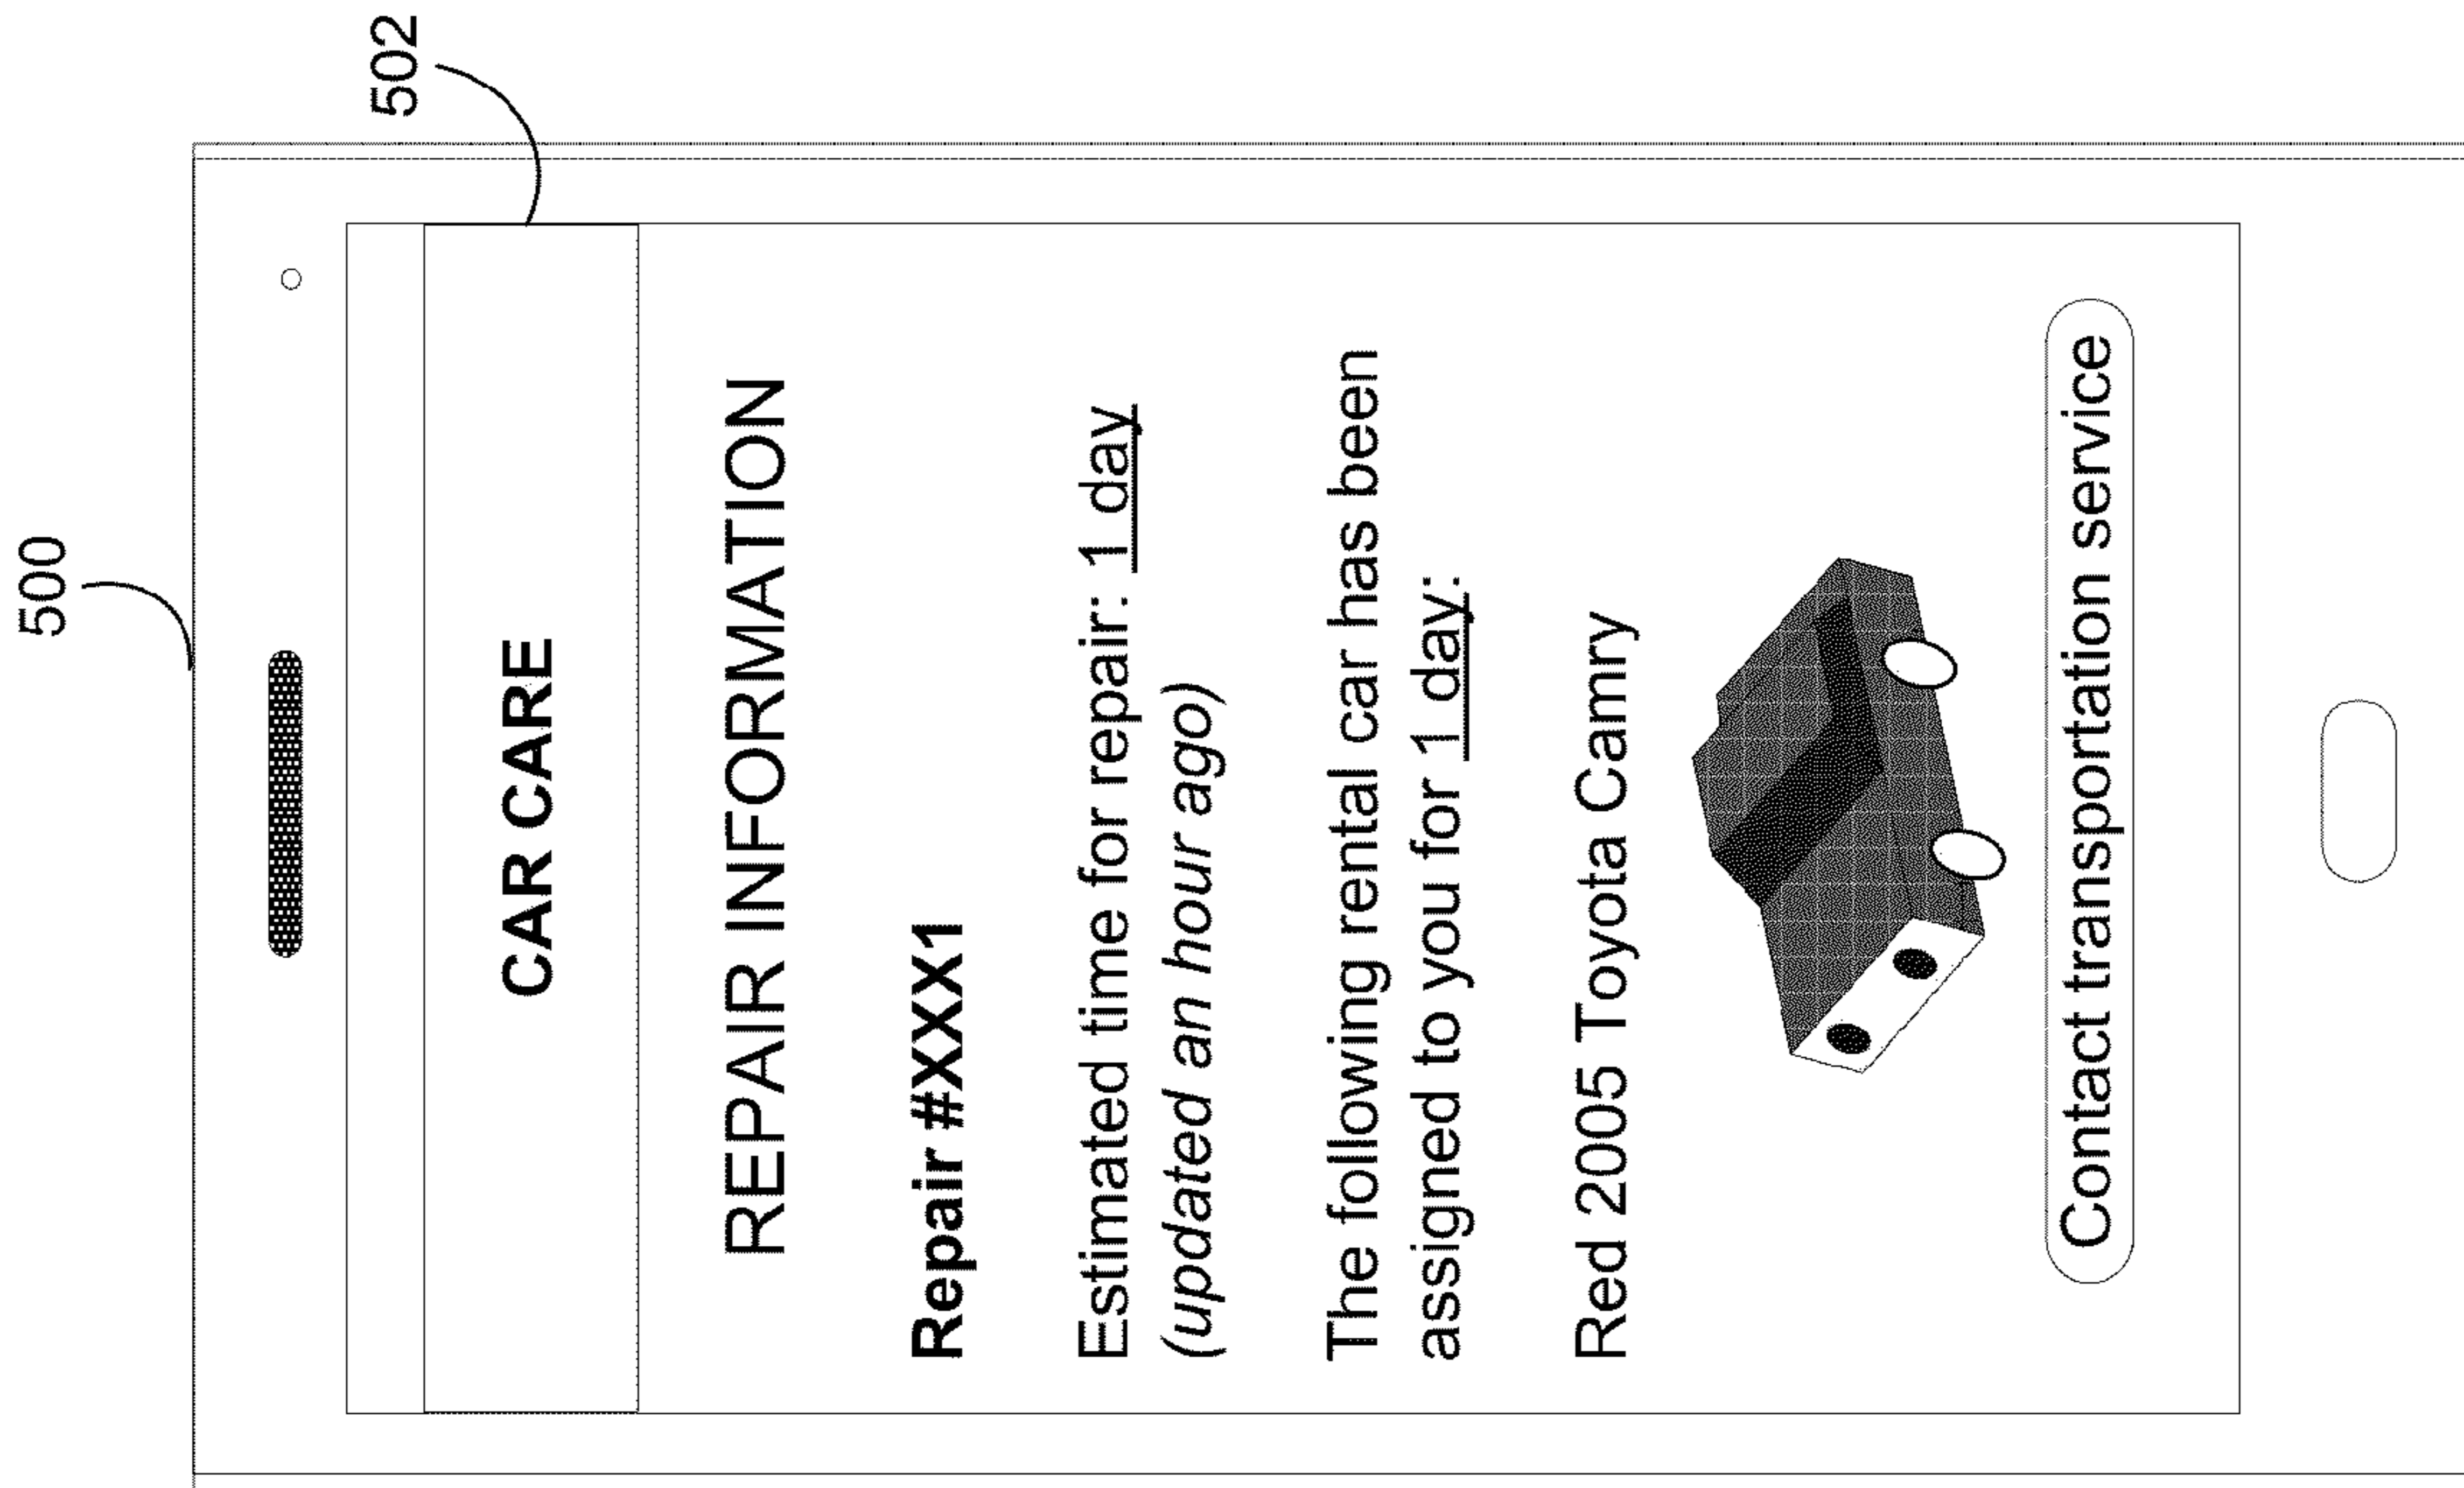 500
502
CAR CARE
REPAIR INFORMATION
Repair #XXX1
Estimated time for repair: 1 day
(updated an hour ago)
The following rental car has been
assigned to you for 1 day:
Red 2005 Toyota Camry
Contact transportation service